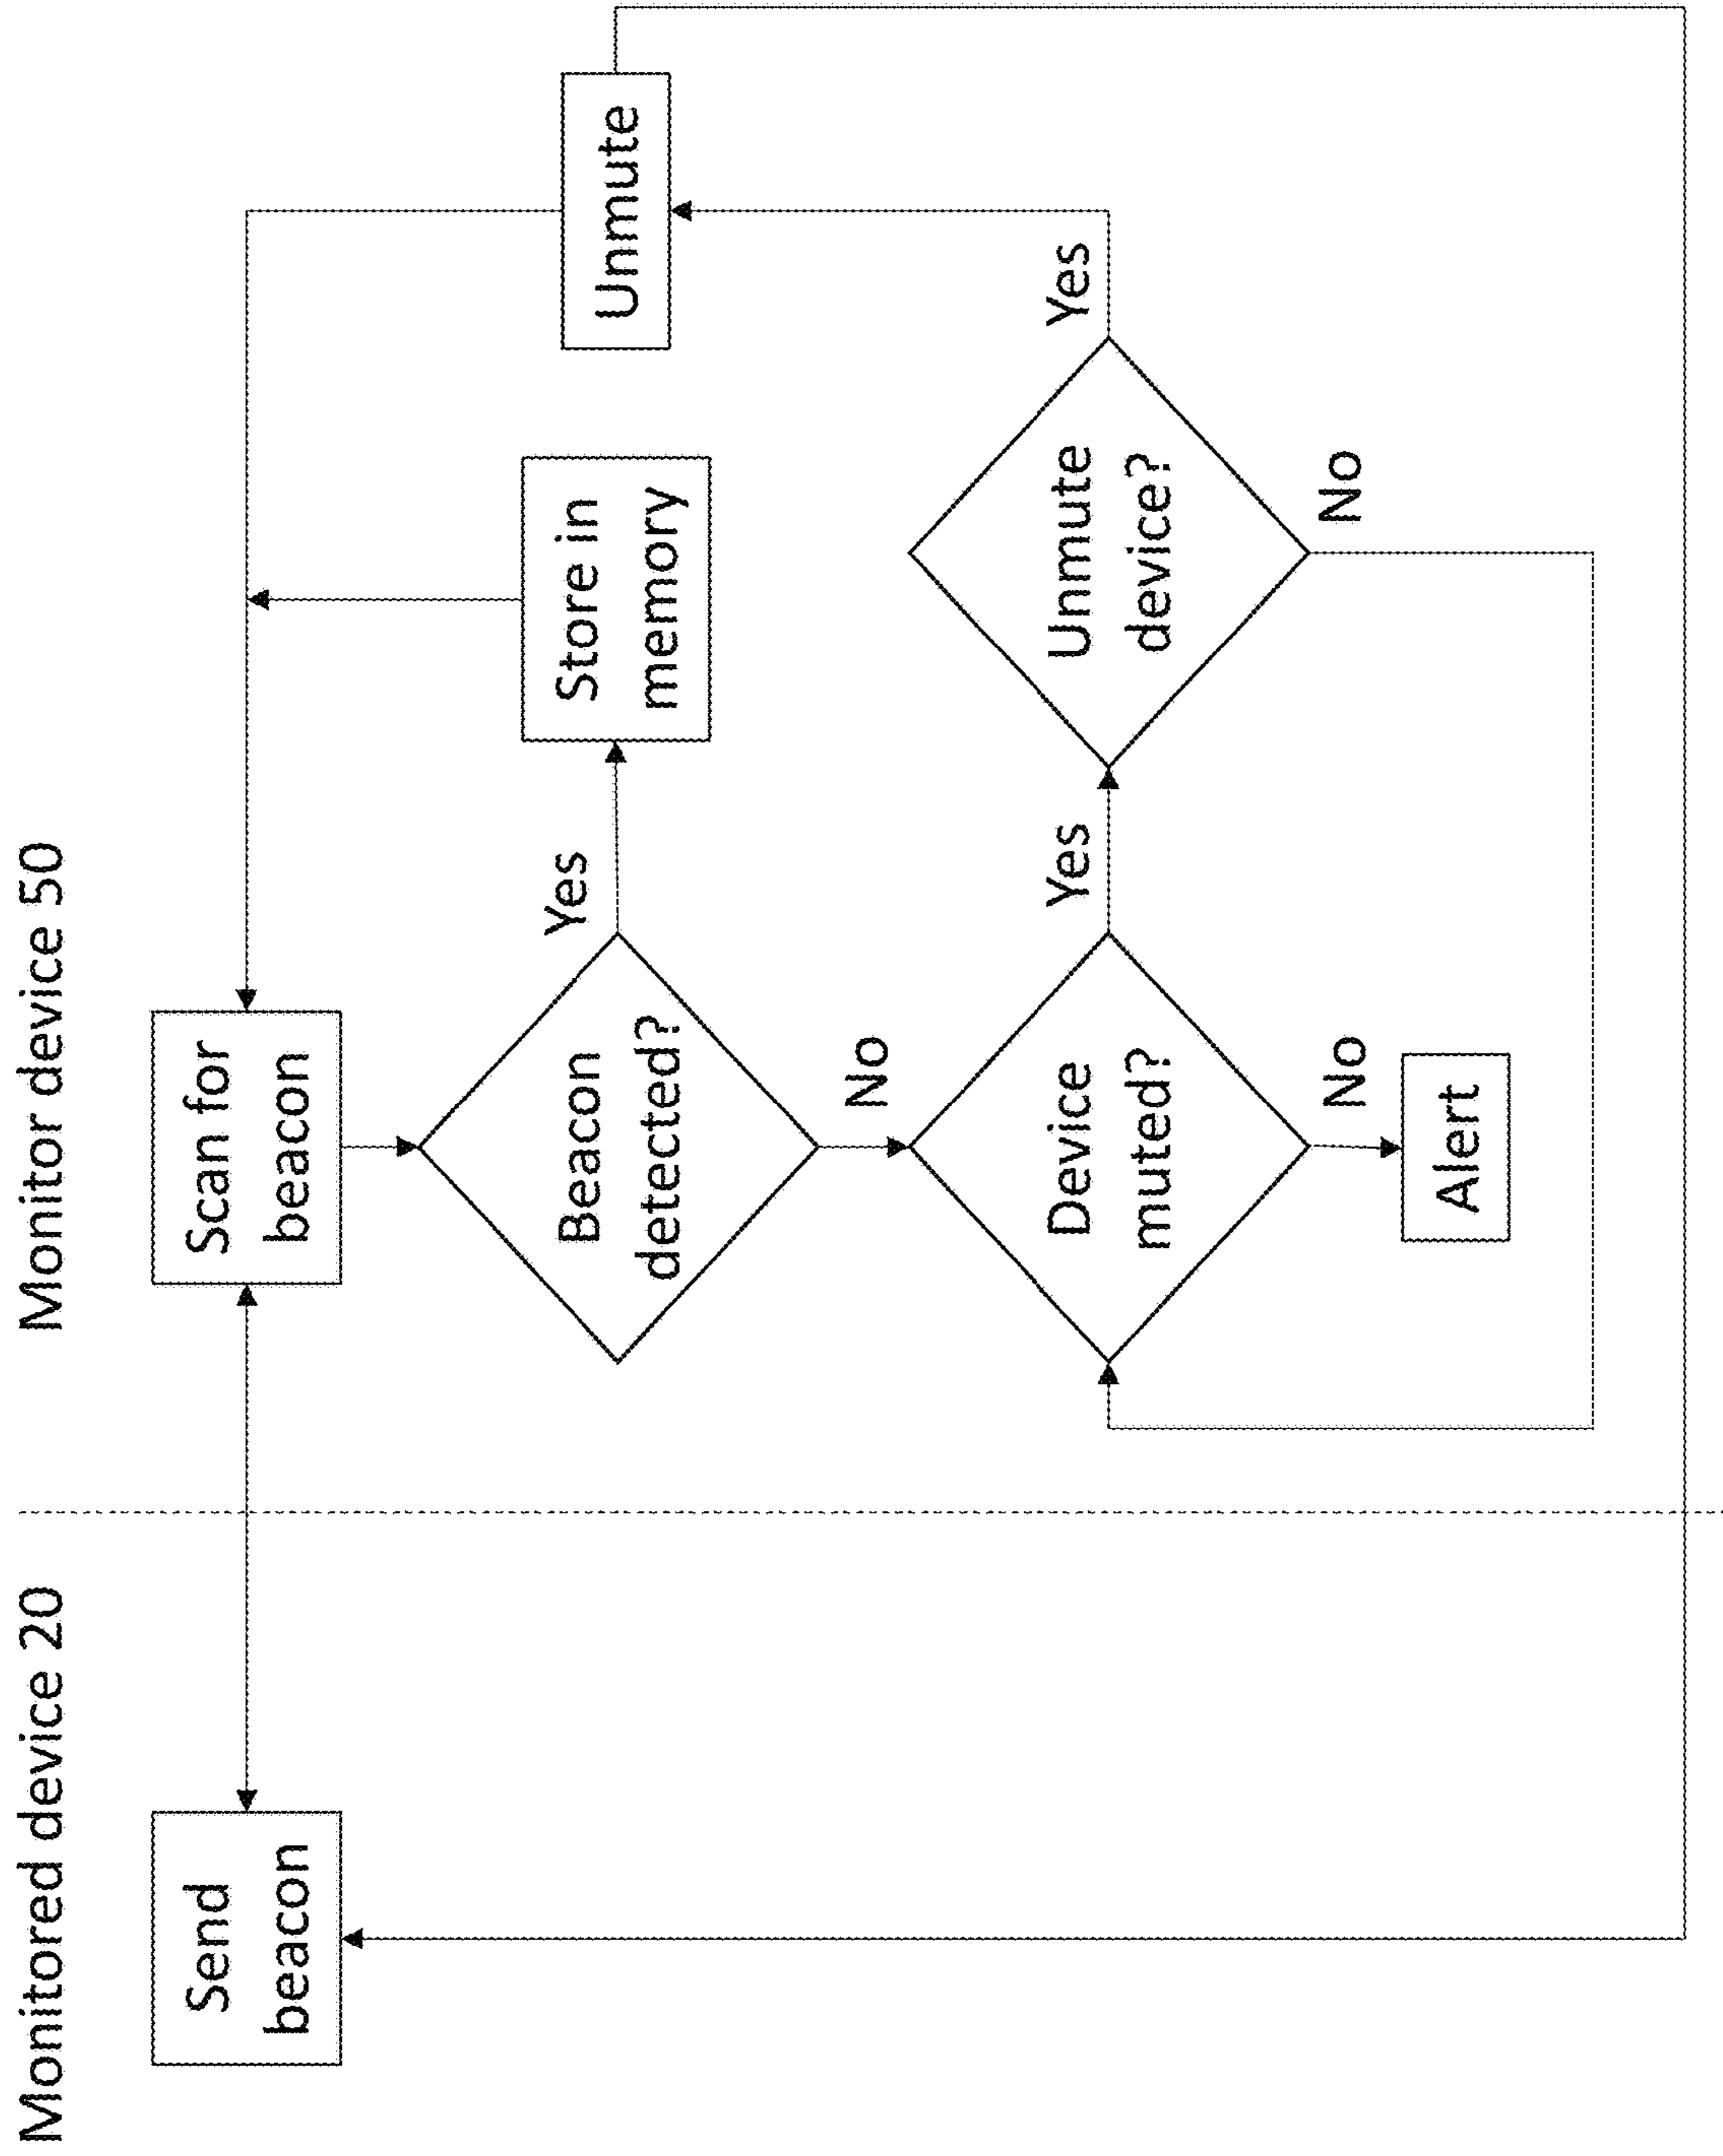 Monitored device 20
Monitor device 50
Send
beacon
Scan for
beacon
Beacon
detected?
Yes
Store in
memory
Unmute
No
Device
muted?
Yes
Unmute
device?
Yes
No
Alert
No